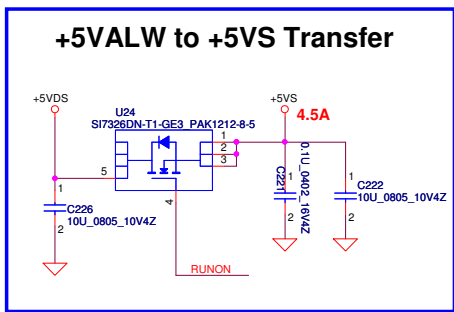 +5VALW to +5VS Transfer
+5VDS
+5VS
4.5A
U24
SI7326DN-T1-GE3_PAK1212-8-5
5
1
2
3
4
1
C226
10U_0805_10V4Z
2
1
C221
0.1U_0402_16V4Z
2
1
C222
10U_0805_10V4Z
2
RUNON